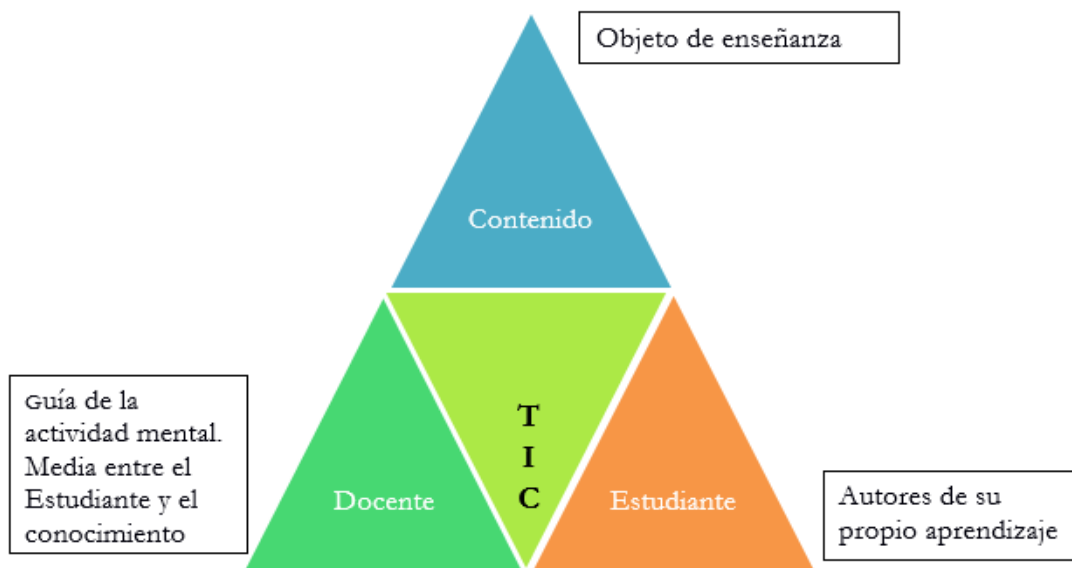 Objeto de enseñanza
Contenido
Guía de la
actividad mental.
Media entre el
Estudiante y el
conocimiento
Docente
T
I
C
Estudiante
Autores de su
propio aprendizaje